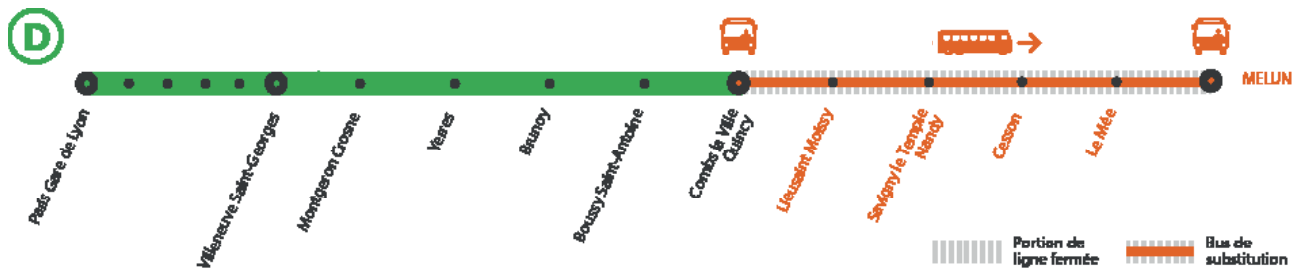 D
MELUN
Paris Gare de Lyon
Villeneuve Saint-Georges
Montgeron Crosne
Yerres
Brunoy
Boussy Saint-Antoine
Combs la Ville
Quincy
Lieusaint Moissy
Savigny le Temple
Nandy
Cesson
Le Mée
Portion de
ligne fermée
Bus de
substitution